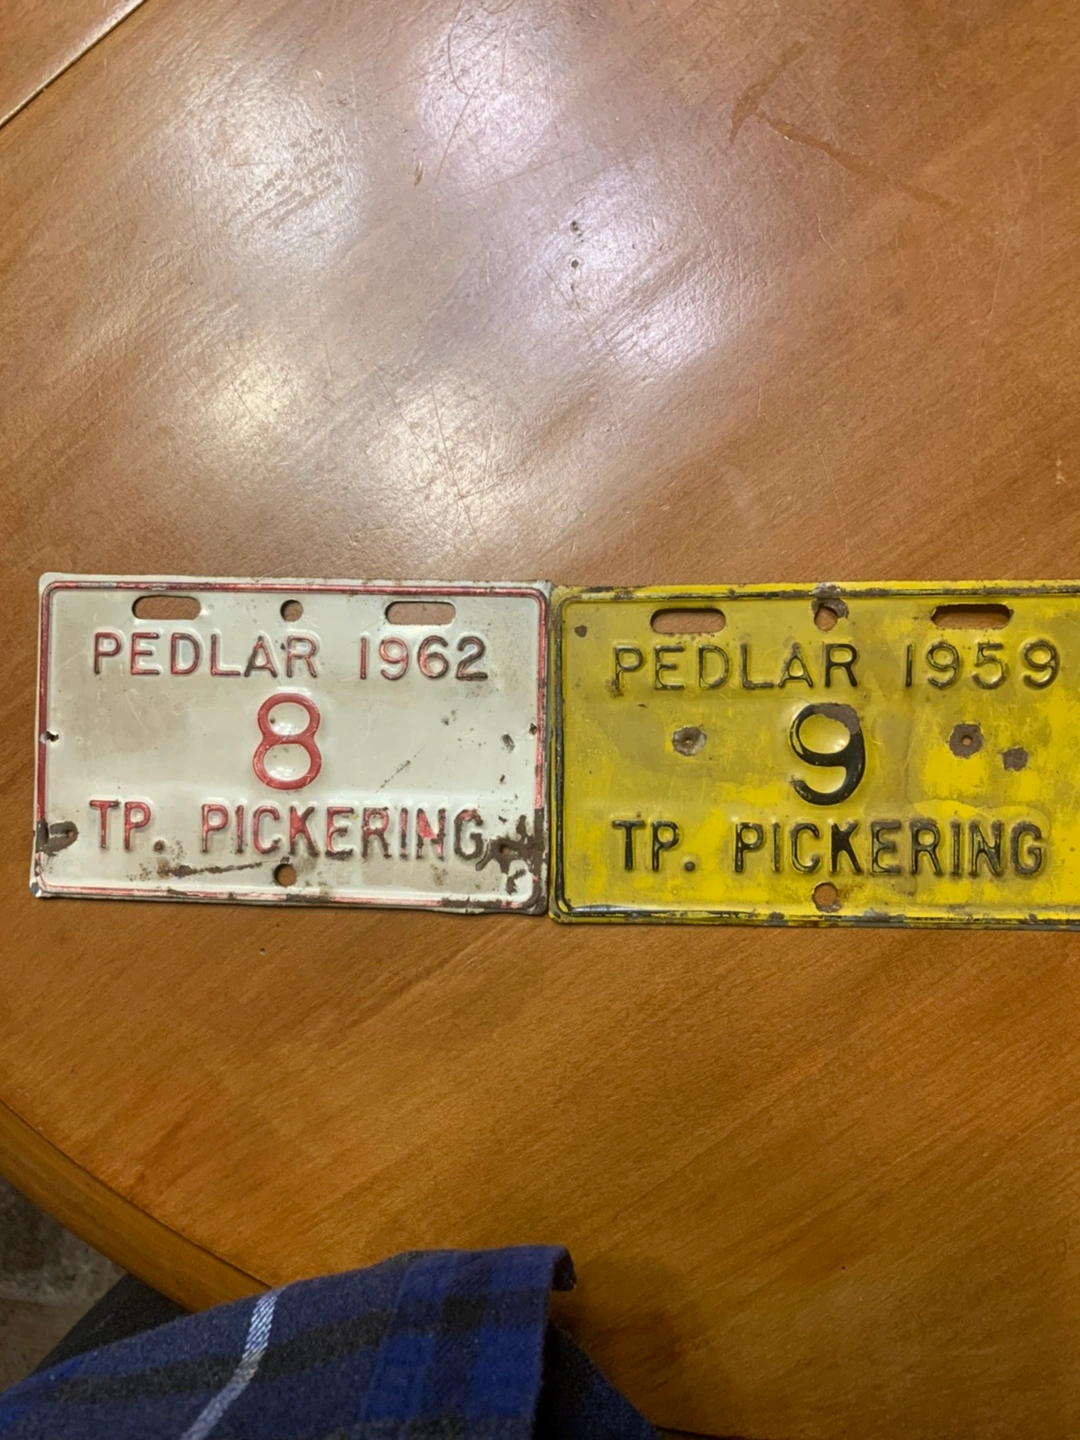 PEDLAR 1962
8
TP. PICKERING
PEDLAR 1959
9
TP. PICKERING